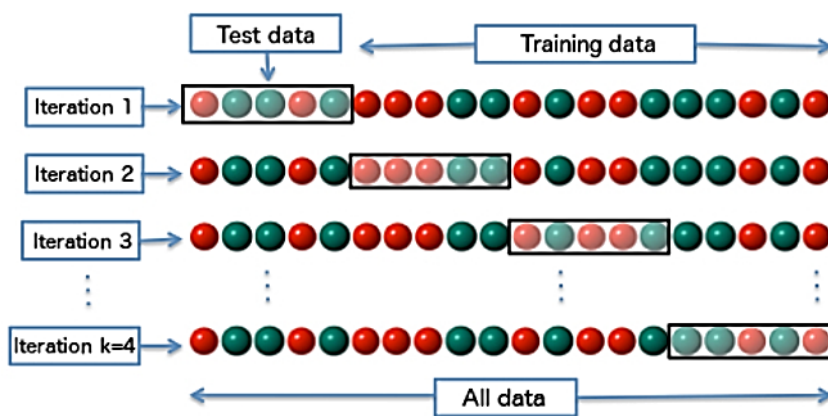 Test data
Training data
Iteration 1
Iteration 2
Iteration 3
Iteration k=4
All data